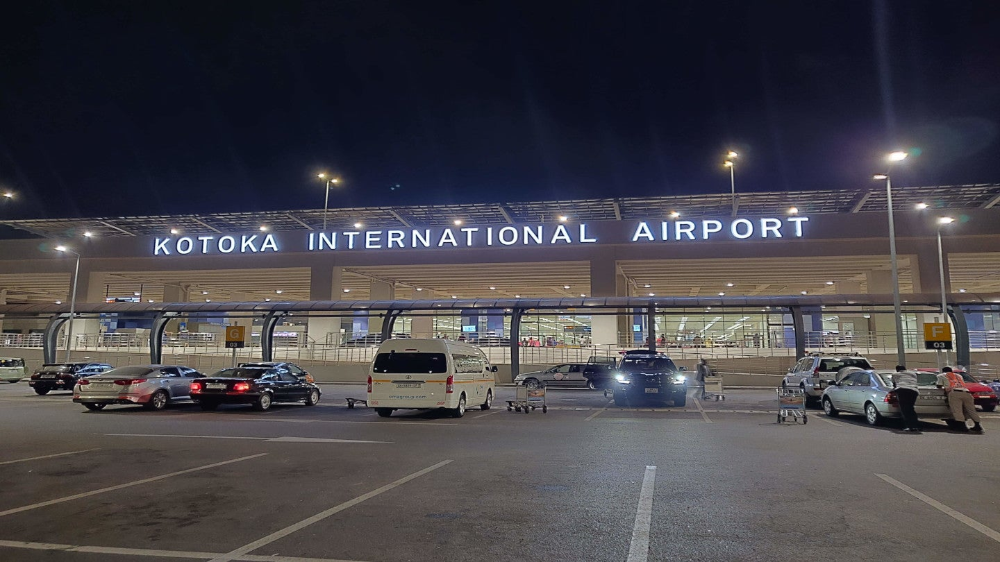 KOTOKA INTERNATIONAL AIRPORT
G
03
F
03
omagroup.com